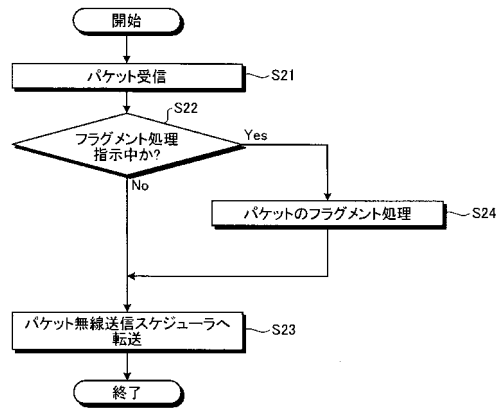 開始
パケット受信
S21
S22
フラグメント処理
指示中か?
Yes
No
パケットのフラグメント処理
S24
パケット無線送信スケジューラへ
転送
S23
終了